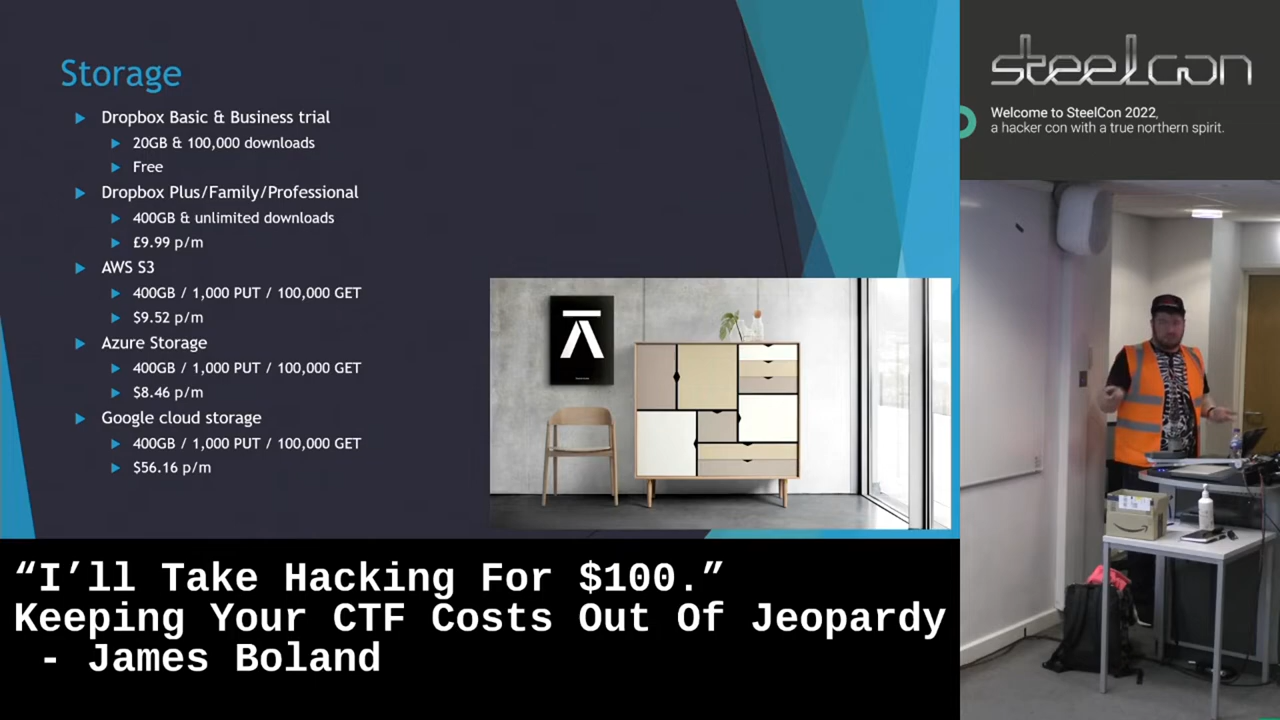 Storage
Dropbox Basic & Business trial
20GB & 100,000 downloads
Free
Dropbox Plus/Family/Professional
400GB & unlimited downloads
£9.99 p/m
AWS S3
400GB / 1,000 PUT / 100,000 GET
$9.52 p/m
Azure Storage
400GB / 1,000 PUT / 100,000 GET
$8.46 p/m
Google cloud storage
400GB / 1,000 PUT / 100,000 GET
$56.16 p/m
steelcon
Welcome to SteelCon 2022,
a hacker con with a true northern spirit.
“I’ll Take Hacking For $100.”
Keeping Your CTF Costs Out Of Jeopardy
- James Boland